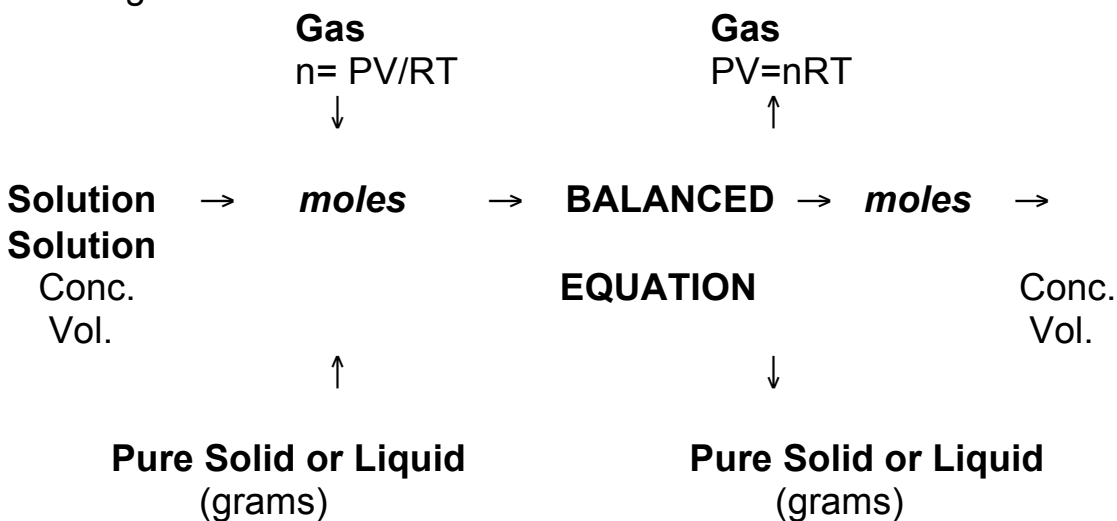 Gas Gas
n= PV/RT PV=nRT
↓ ↑
Solution → moles → BALANCED → moles →
Solution
Conc. EQUATION Conc.
Vol. Vol.
↑ ↓
Pure Solid or Liquid Pure Solid or Liquid
(grams) (grams)